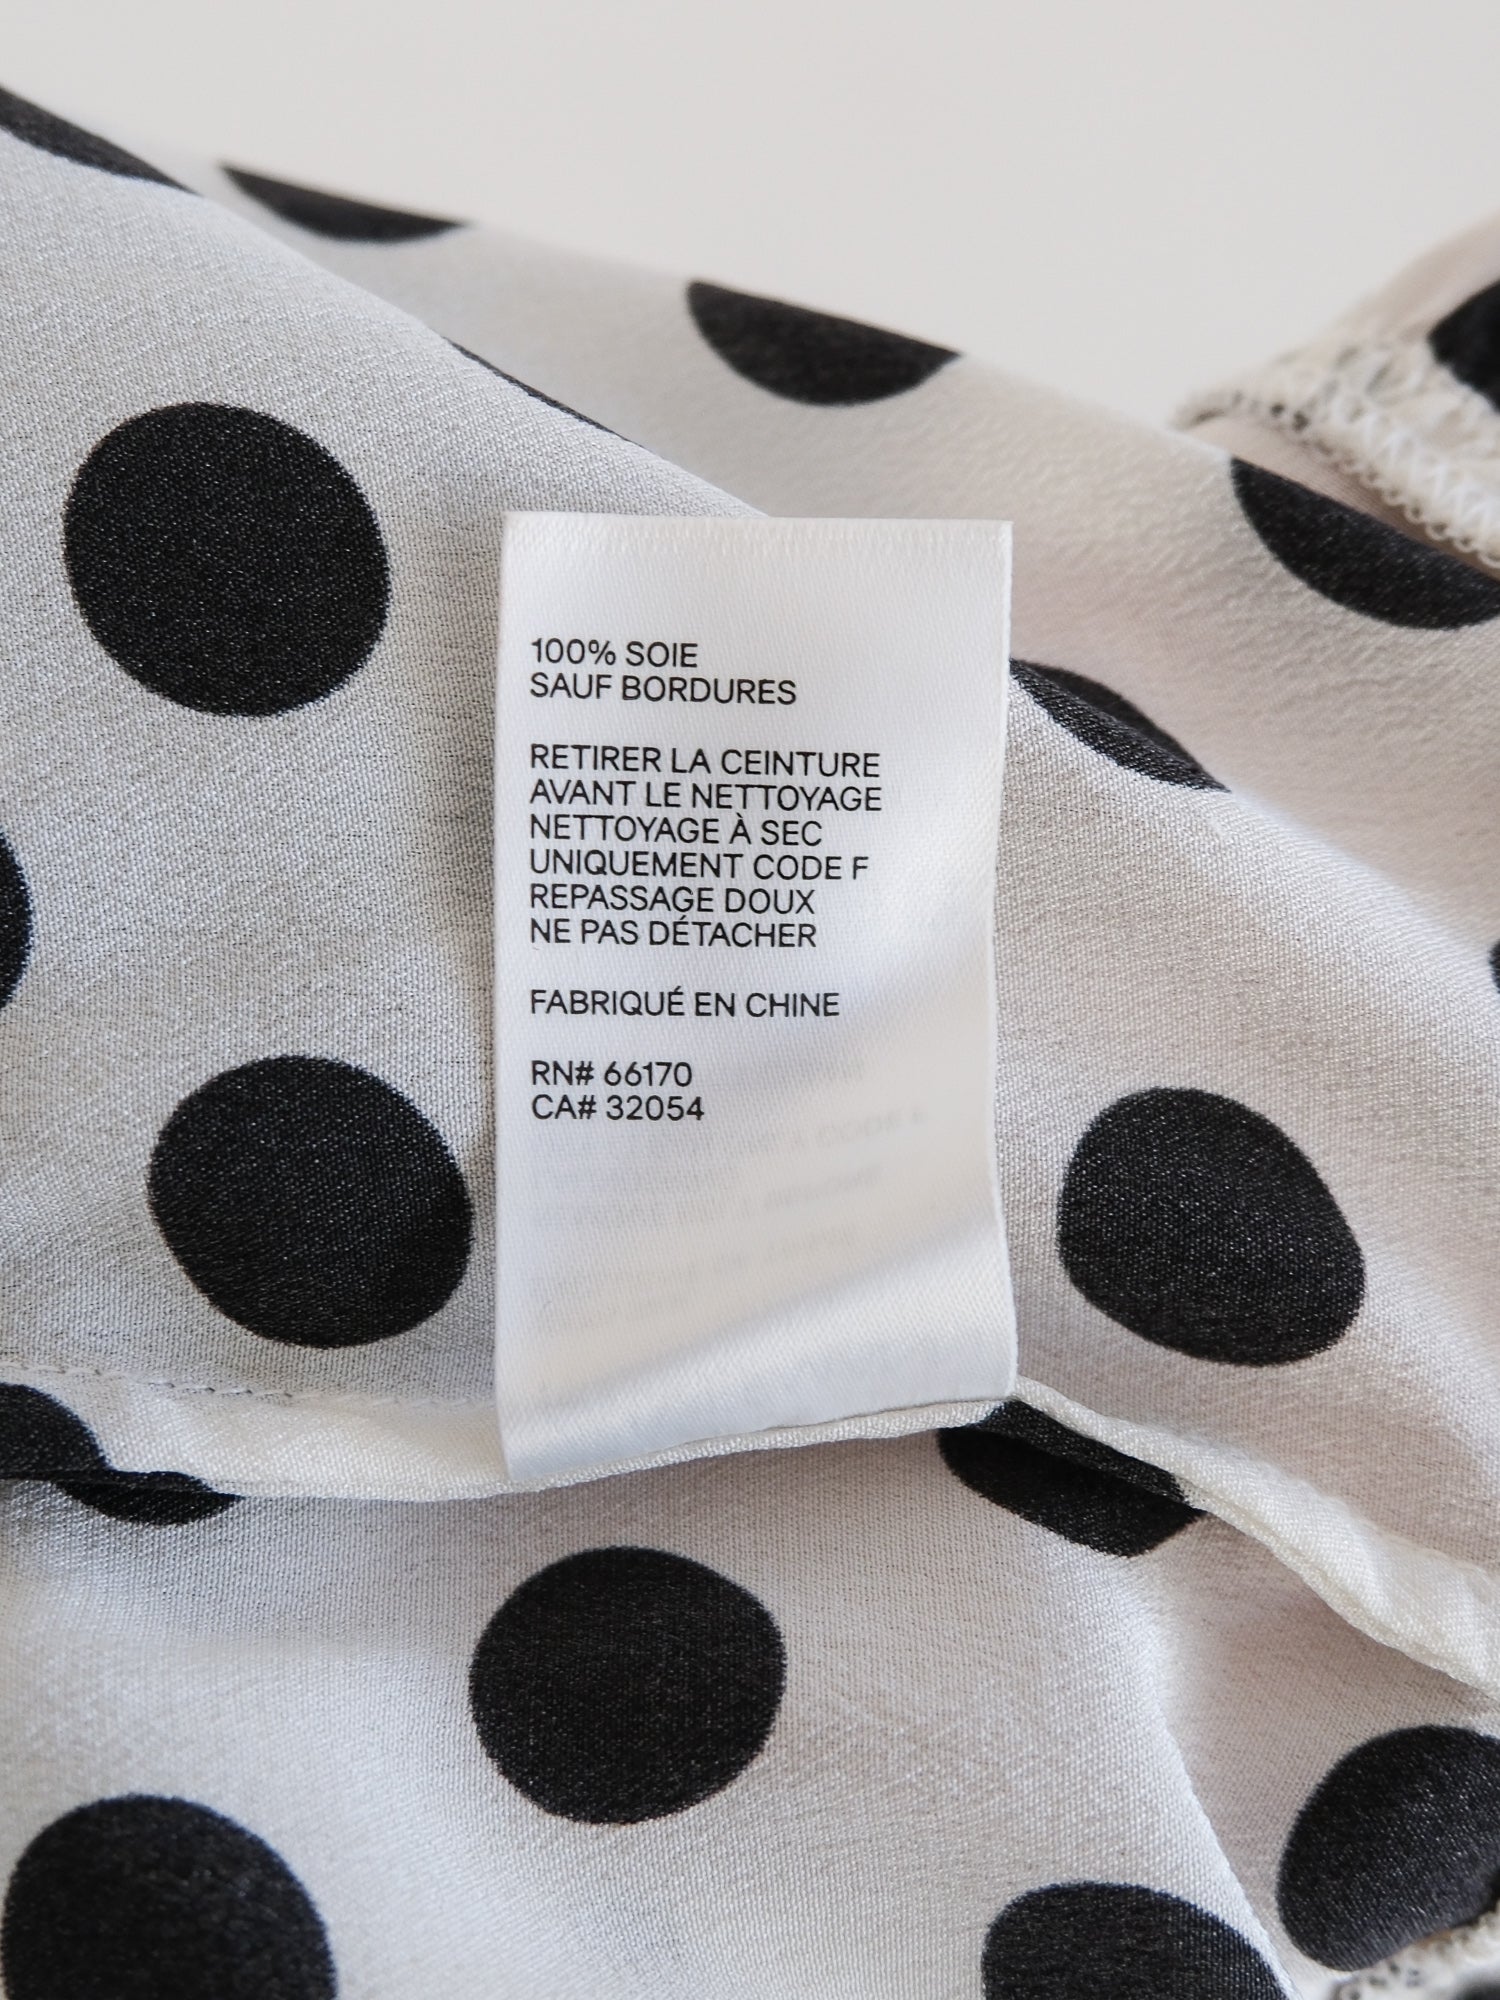 100% SOIE
SAUF BORDURES
RETIRER LA CEINTURE
AVANT LE NETTOYAGE
NETTOYAGE À SEC
UNIQUEMENT CODE F
REPASSAGE DOUX
NE PAS DÉTACHER
FABRIQUÉ EN CHINE
RN# 66170
CA# 32054